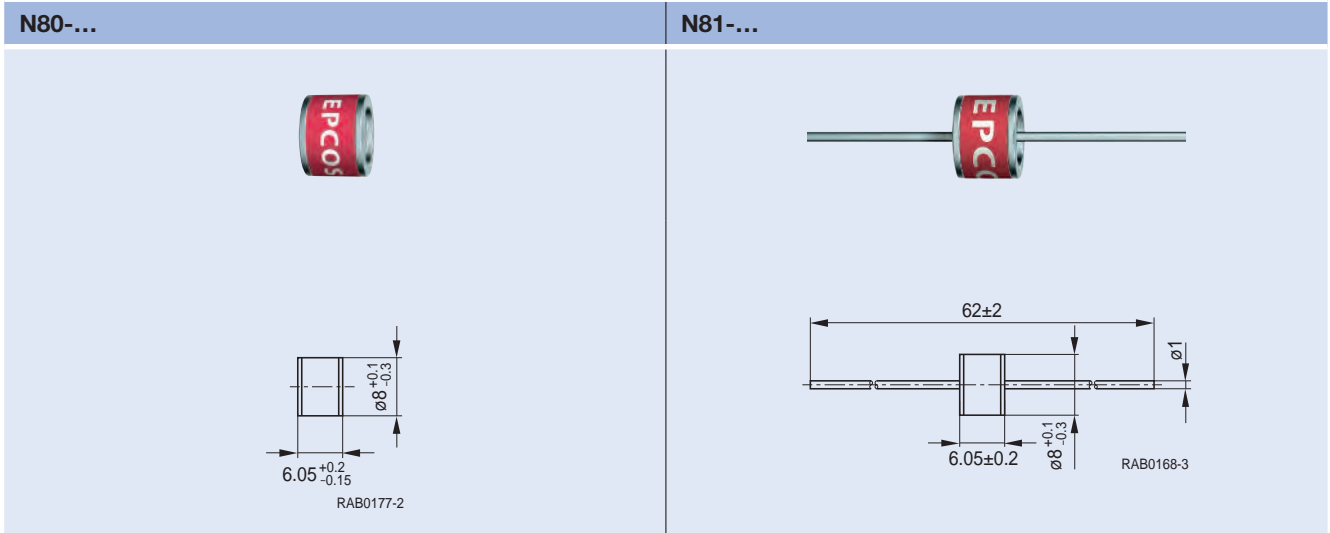 N80-...
N81-...
EPCOS
EPCO
62±2
ø1
ø8 +0.1 -0.3
6.05 +0.2 -0.15
RAB0177-2
6.05±0.2
ø8 +0.1 -0.3
RAB0168-3